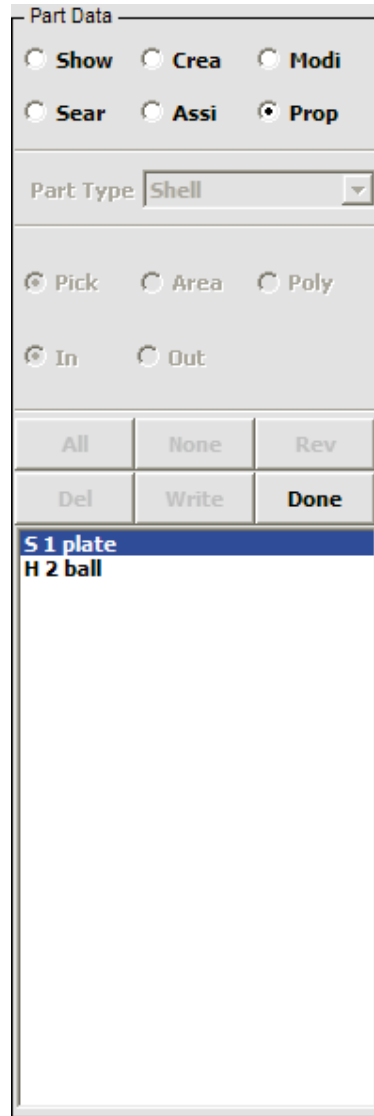 Part Data
Show Crea Modi
Sear Assi Prop
Part Type Shell
Pick Area Poly
In Out
All None Rev
Del Write Done
S 1 plate
H 2 ball